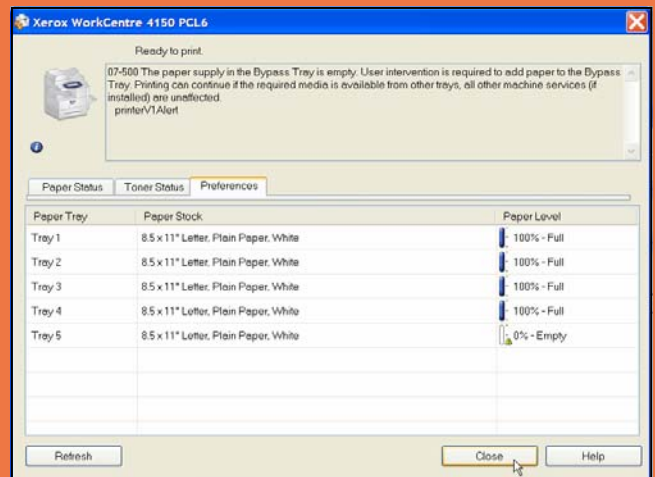 Xerox WorkCentre 4150 PCL6
Ready to print.
07-500 The paper supply in the Bypass Tray is empty. User intervention is required to add paper to the Bypass
Tray. Printing can continue if the required media is available from other trays, all other machine services (if
installed) are unaffected.
printerV1Alert
Paper Status Toner Status Preferences
Paper Tray Paper Stock Paper Level
Tray 1 8.5 x 11" Letter, Plain Paper, White 100% - Full
Tray 2 8.5 x 11" Letter, Plain Paper, White 100% - Full
Tray 3 8.5 x 11" Letter, Plain Paper, White 100% - Full
Tray 4 8.5 x 11" Letter, Plain Paper, White 100% - Full
Tray 5 8.5 x 11" Letter, Plain Paper, White 0% - Empty
Refresh Close Help